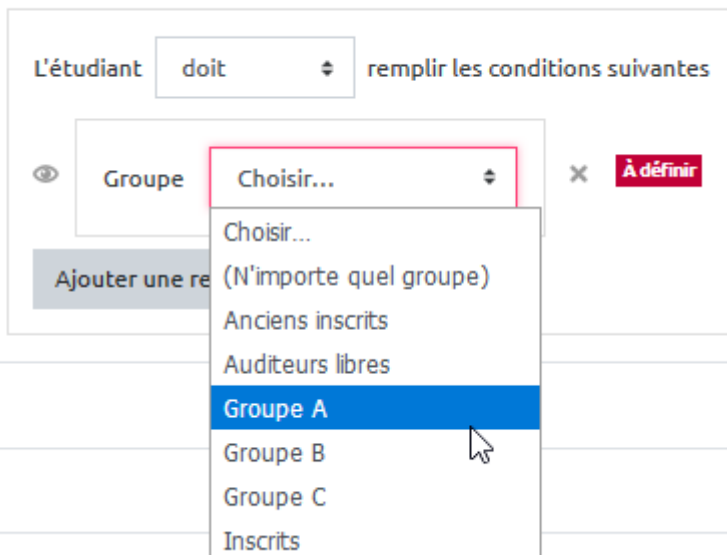 L'étudiant doit remplir les conditions suivantes
Groupe Choisir... À définir
Choisir...
(N'importe quel groupe)
Ajouter une re
Anciens inscrits
Auditeurs libres
Groupe A
Groupe B
Groupe C
Inscrits